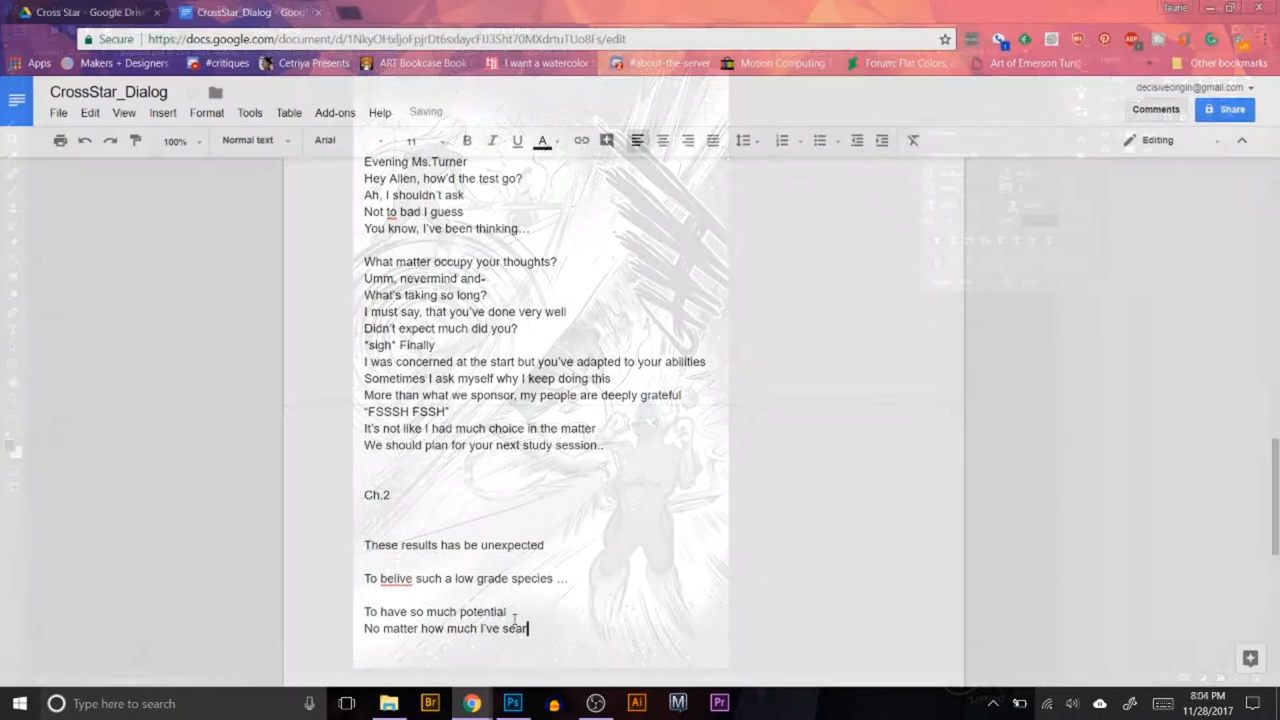 Cross Star - Google Drive
CrossStar_Dialog - Goog
laurie
Secure
https://docs.google.com/document/d/1NkyOHxljoFpjrDt6sxdaycFIJ3Sht70MXdrtuTUo8Fs/edit
Apps
Makers + Designers
#critiques
Cetriya Presents
ART Bookcase Book
I want a watercolor
#about-the-server
Motion Computing
Forum: Flat Colors,
Art of Emerson Tung
Other bookmarks
CrossStar_Dialog
decisiveorigin@gmail.com
File Edit View Insert Format Tools Table Add-ons Help Saving
Comments
Share
100% Normal text Arial 11 B I U A Editing
Evening Ms.Turner
Hey Allen, how'd the test go?
Ah, I shouldn't ask
Not to bad I guess
You know, I've been thinking...
What matter occupy your thoughts?
Umm, nevermind and-
What's taking so long?
I must say, that you've done very well
Didn't expect much did you?
*sigh* Finally
I was concerned at the start but you've adapted to your abilities
Sometimes I ask myself why I keep doing this
More than what we sponsor, my people are deeply grateful
“FSSSH FSSH”
It's not like I had much choice in the matter
We should plan for your next study session..
Ch.2
These results has be unexpected
To belive such a low grade species ...
To have so much potential
No matter how much I've sear
Type here to search
Br
Ps
Ai
M
Pr
8:04 PM
11/28/2017